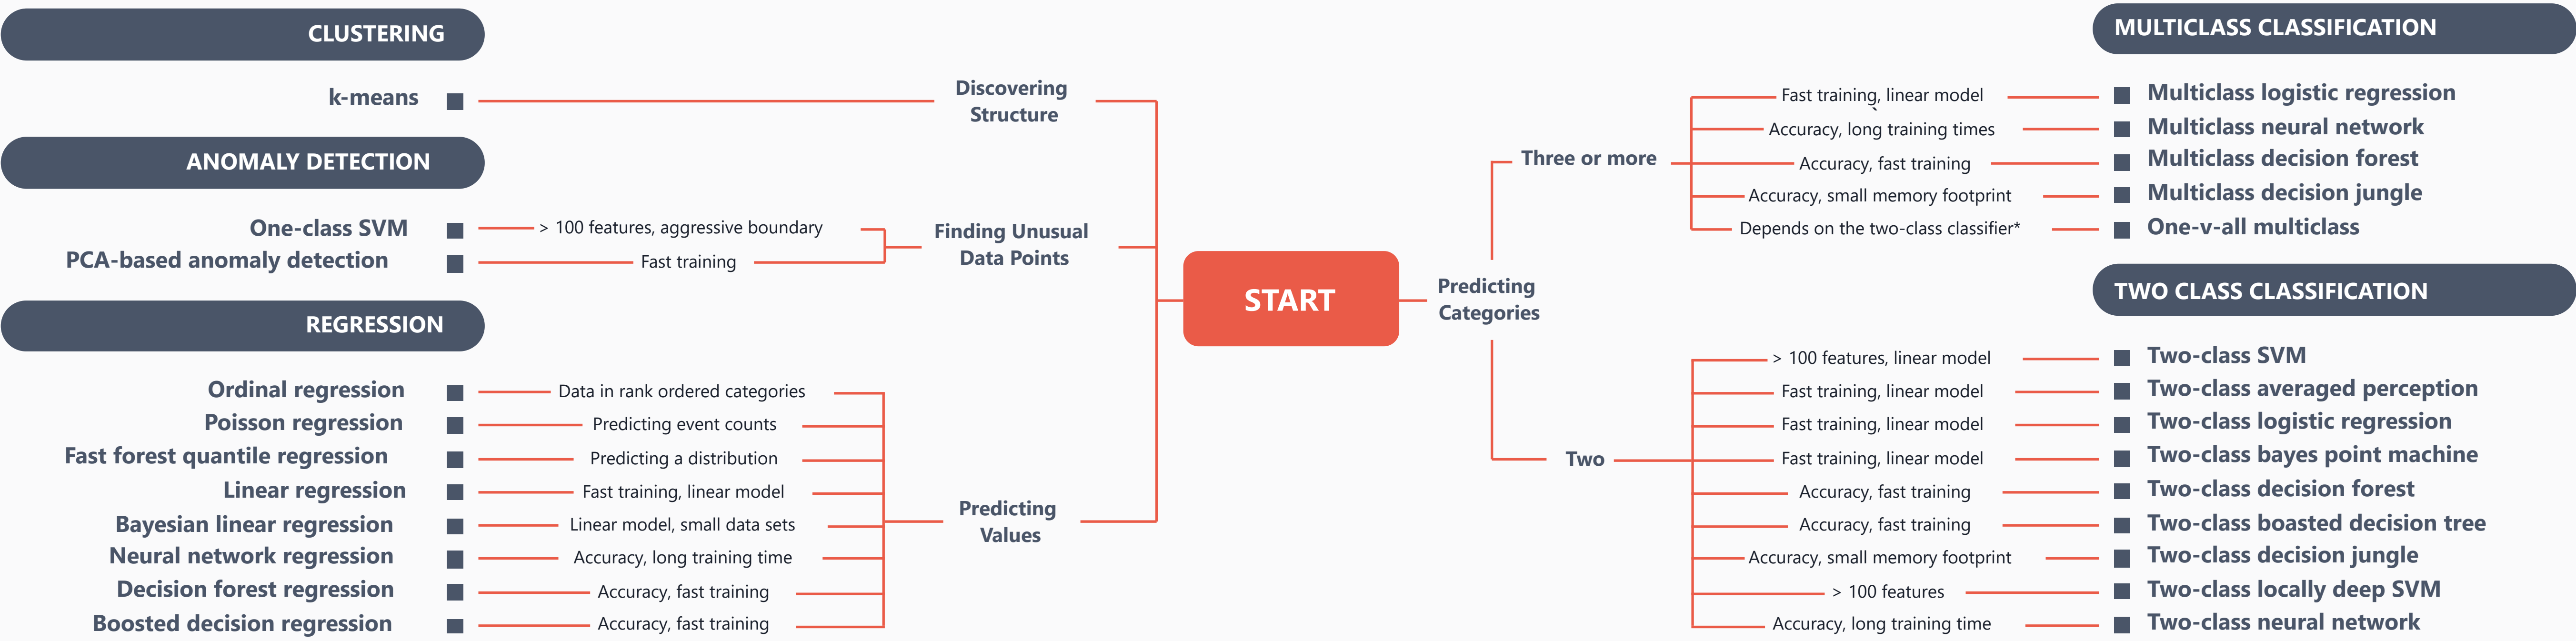 CLUSTERING
k-means
Discovering
Structure
ANOMALY DETECTION
One-class SVM
> 100 features, aggressive boundary
PCA-based anomaly detection
Fast training
Finding Unusual
Data Points
REGRESSION
Ordinal regression
Data in rank ordered categories
Poisson regression
Predicting event counts
Fast forest quantile regression
Predicting a distribution
Linear regression
Fast training, linear model
Bayesian linear regression
Linear model, small data sets
Neural network regression
Accuracy, long training time
Decision forest regression
Accuracy, fast training
Boosted decision regression
Accuracy, fast training
Predicting
Values
START
Predicting
Categories
Three or more
MULTICLASS CLASSIFICATION
Fast training, linear model
Multiclass logistic regression
Accuracy, long training times
Multiclass neural network
Accuracy, fast training
Multiclass decision forest
Accuracy, small memory footprint
Multiclass decision jungle
Depends on the two-class classifier*
One-v-all multiclass
Two
TWO CLASS CLASSIFICATION
> 100 features, linear model
Two-class SVM
Fast training, linear model
Two-class averaged perception
Fast training, linear model
Two-class logistic regression
Fast training, linear model
Two-class bayes point machine
Accuracy, fast training
Two-class decision forest
Accuracy, fast training
Two-class boasted decision tree
Accuracy, small memory footprint
Two-class decision jungle
> 100 features
Two-class locally deep SVM
Accuracy, long training time
Two-class neural network